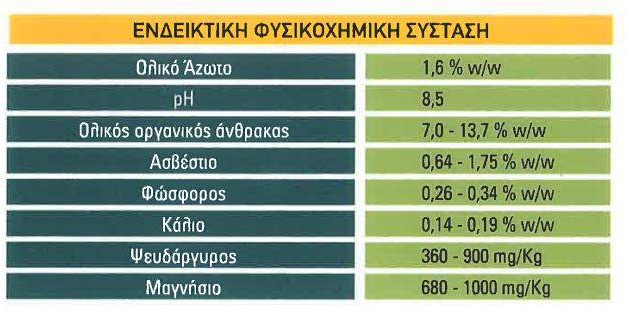 ΕΝΔΕΙΚΤΙΚΗ ΦΥΣΙΚΟΧΗΜΙΚΗ ΣΥΣΤΑΣΗ
Ολικό Άζωτο 1,6 % w/w
pH 8,5
Ολικός οργανικός άνθρακας 7,0 - 13,7 % w/w
Ασβέστιο 0,64 - 1,75 % w/w
Φώσφορος 0,26 - 0,34 % w/w
Κάλιο 0,14 - 0,19 % w/w
Ψευδάργυρος 360 - 900 mg/Kg
Μαγνήσιο 680 - 1000 mg/Kg